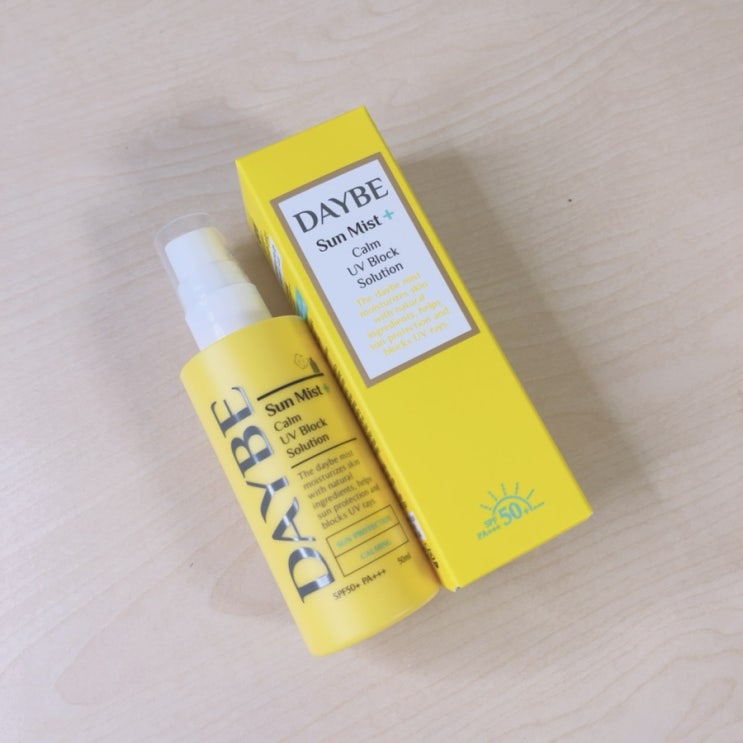 DAYBE
Sun Mist +
Calm
UV Block
Solution
The daybe mist
moisturizes skin
with natural
ingredients, helps
sun protection and
blocks UV rays.
SPF
50+
PA+++
DAYBE
Sun Mist +
Calm
UV Block
Solution
The daybe mist
moisturizes skin
with natural
ingredients, helps
sun protection and
blocks UV rays.
SUN PROTECTION
CALMING
SPF50+ PA+++ 50ml